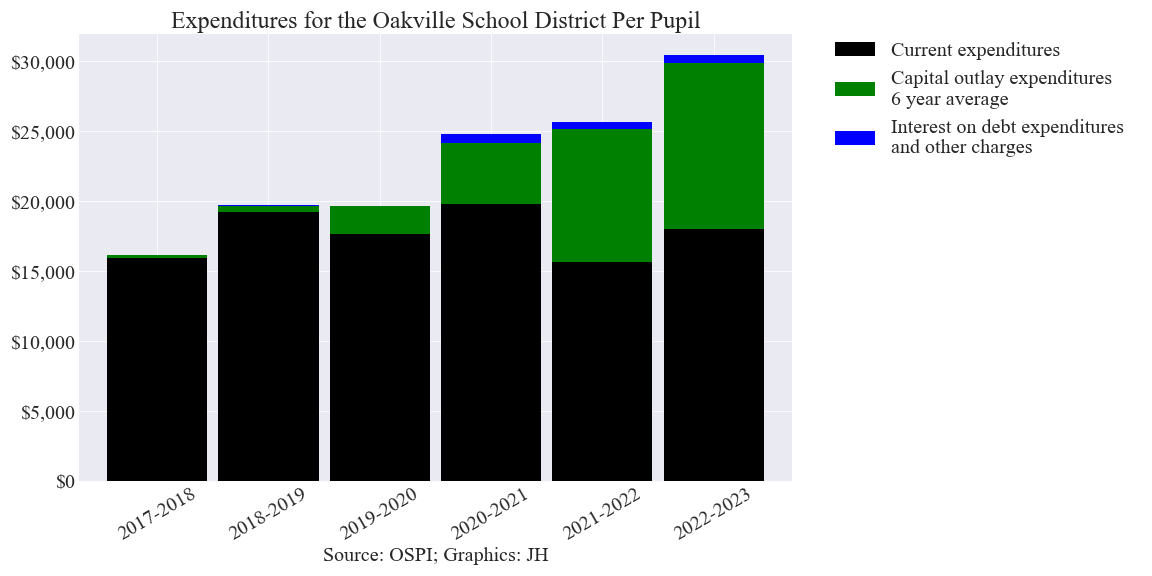 Expenditures for the Oakville School District Per Pupil
$30,000
$25,000
$20,000
$15,000
$10,000
$5,000
$0
2017-2018
2018-2019
2019-2020
2020-2021
2021-2022
2022-2023
Source: OSPI; Graphics: JH
Current expenditures
Capital outlay expenditures
6 year average
Interest on debt expenditures
and other charges